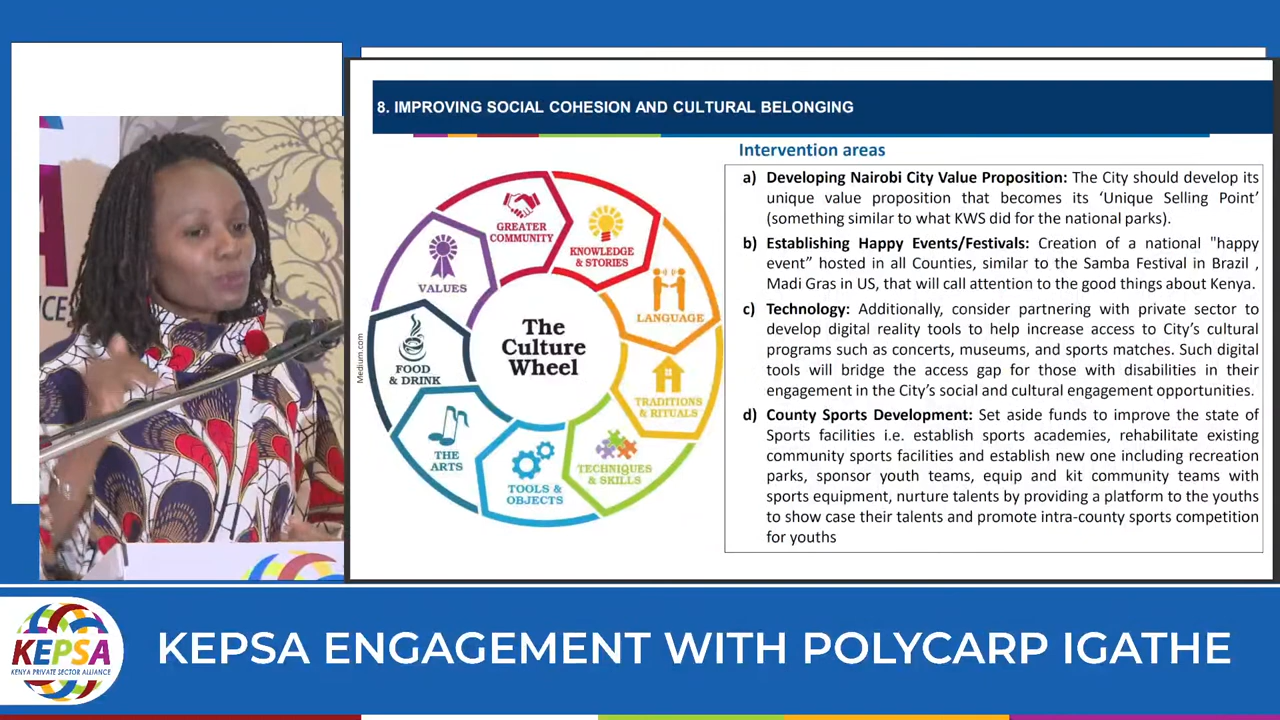 8. IMPROVING SOCIAL COHESION AND CULTURAL BELONGING
Intervention areas
The
Culture
Wheel
GREATER
COMMUNITY
KNOWLEDGE
& STORIES
LANGUAGE
TRADITIONS
& RITUALS
TECHNIQUES
& SKILLS
TOOLS &
OBJECTS
THE
ARTS
FOOD
& DRINK
VALUES
Medium.com
a) Developing Nairobi City Value Proposition: The City should develop its
unique value proposition that becomes its ‘Unique Selling Point’
(something similar to what KWS did for the national parks).
b) Establishing Happy Events/Festivals: Creation of a national "happy
event” hosted in all Counties, similar to the Samba Festival in Brazil ,
Madi Gras in US, that will call attention to the good things about Kenya.
c) Technology: Additionally, consider partnering with private sector to
develop digital reality tools to help increase access to City’s cultural
programs such as concerts, museums, and sports matches. Such digital
tools will bridge the access gap for those with disabilities in their
engagement in the City’s social and cultural engagement opportunities.
d) County Sports Development: Set aside funds to improve the state of
Sports facilities i.e. establish sports academies, rehabilitate existing
community sports facilities and establish new one including recreation
parks, sponsor youth teams, equip and kit community teams with
sports equipment, nurture talents by providing a platform to the youths
to show case their talents and promote intra-county sports competition
for youths
KEPSA
KENYA PRIVATE SECTOR ALLIANCE
KEPSA ENGAGEMENT WITH POLYCARP IGATHE